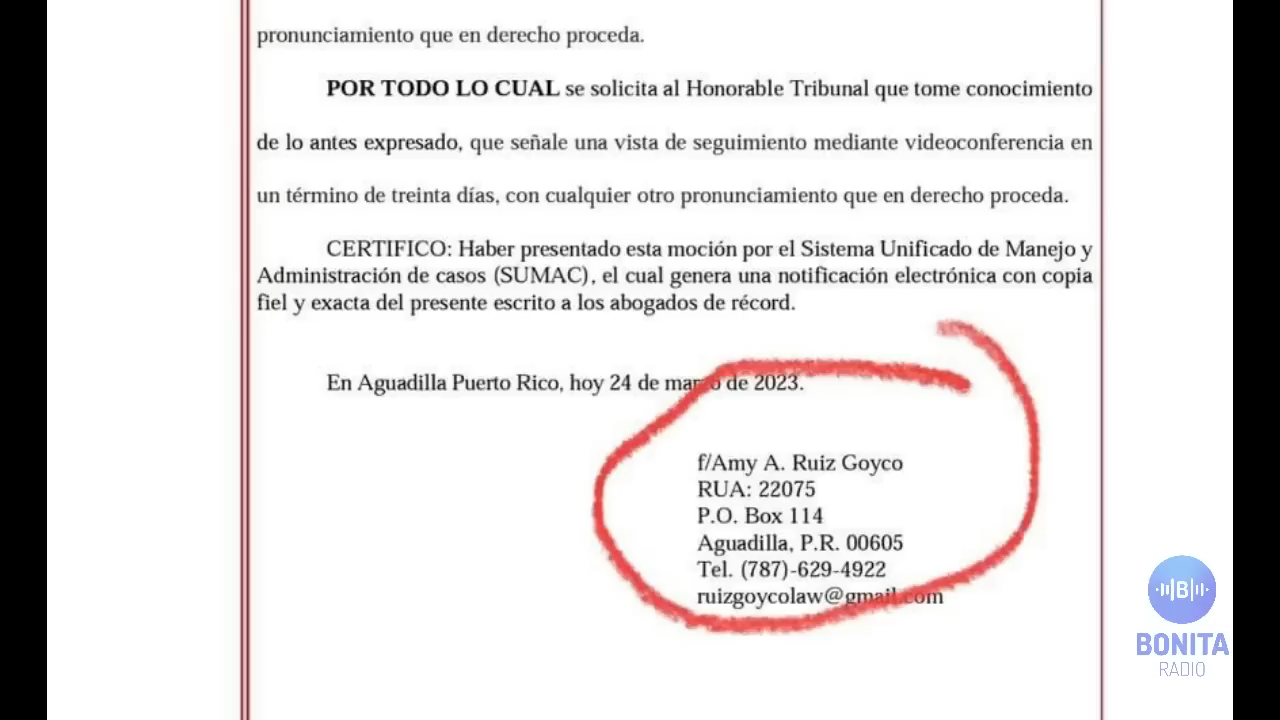 pronunciamiento que en derecho proceda.
POR TODO LO CUAL se solicita al Honorable Tribunal que tome conocimiento
de lo antes expresado, que señale una vista de seguimiento mediante videoconferencia en
un término de treinta días, con cualquier otro pronunciamiento que en derecho proceda.
CERTIFICO: Haber presentado esta moción por el Sistema Unificado de Manejo y
Administración de casos (SUMAC), el cual genera una notificación electrónica con copia
fiel y exacta del presente escrito a los abogados de récord.
En Aguadilla Puerto Rico, hoy 24 de marzo de 2023.
f/Amy A. Ruiz Goyco
RUA: 22075
P.O. Box 114
Aguadilla, P.R. 00605
Tel. (787)-629-4922
ruizgoycolaw@gmail.com
B
BONITA
RADIO